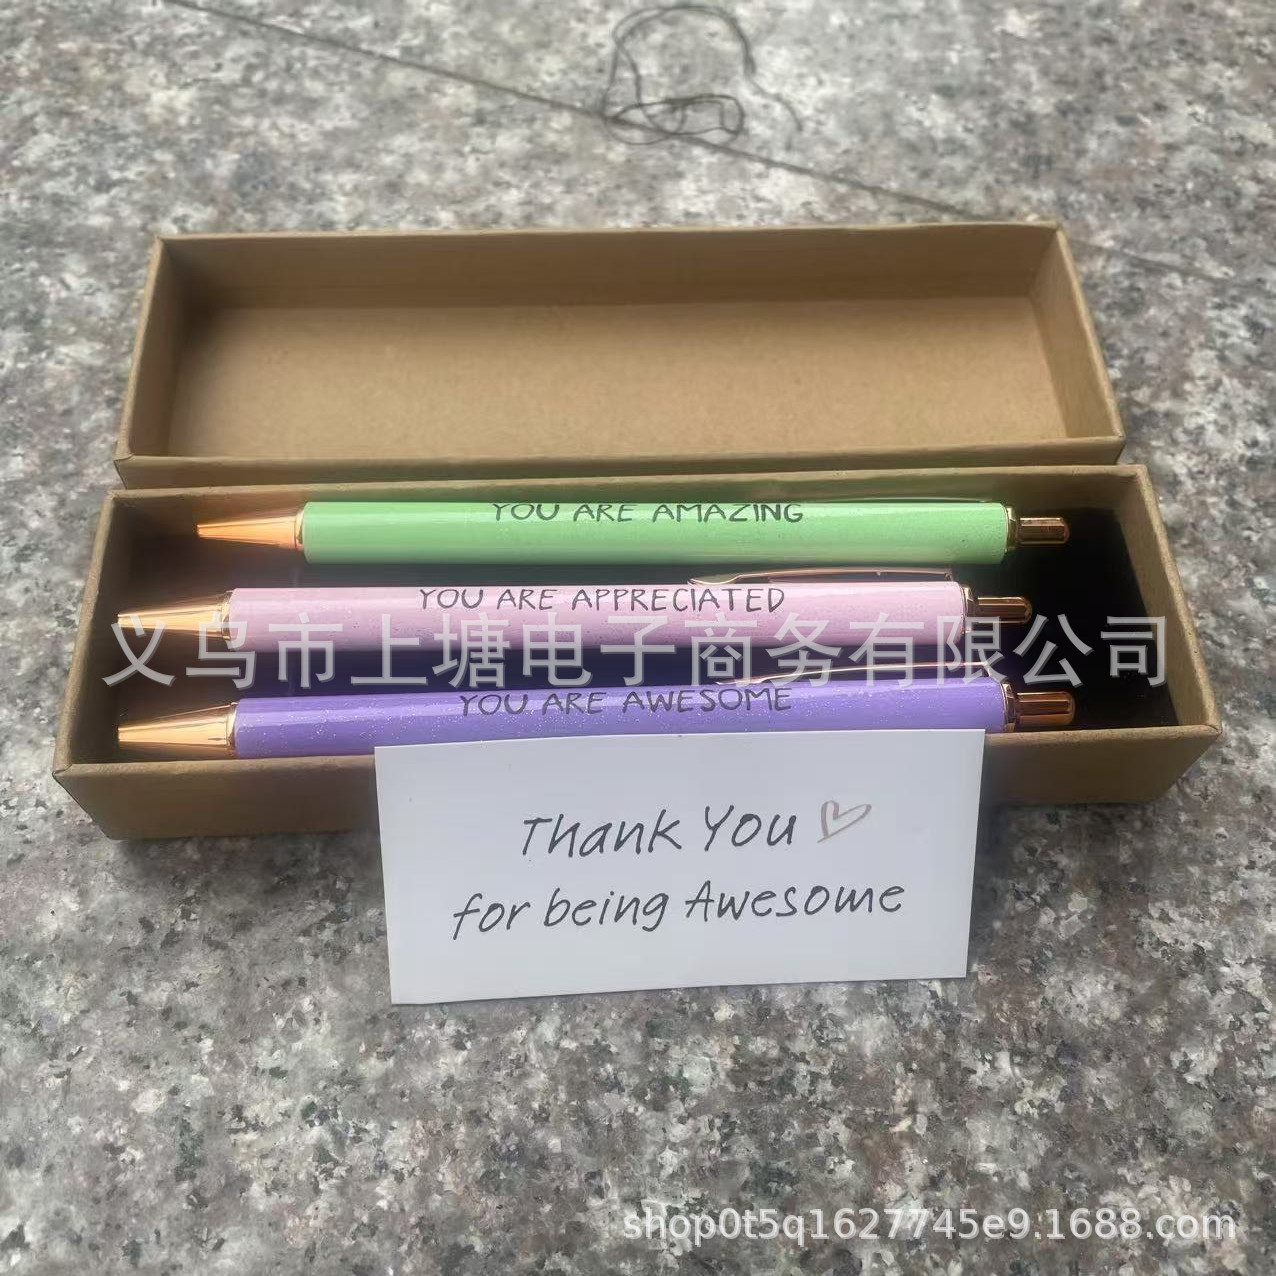 YOU ARE AMAZING
YOU ARE APPRECIATED
义乌市上塘电子商务有限公司
YOU ARE AWESOME
Thank You
for being Awesome
shop0t5q1627745e9.1688.com